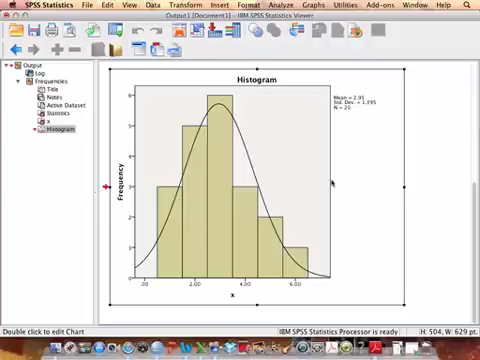 SPSS Statistics File Edit View Data Transform Insert Format Analyze Graphs Utilities Add-ons Window Help
Output1 [Document1] - IBM SPSS Statistics Viewer
Output
Log
Frequencies
Title
Notes
Active Dataset
Statistics
x
Histogram
Histogram
Mean = 2.95
Std. Dev. = 1.395
N = 20
Frequency
6
5
4
3
2
1
0
.00 2.00 4.00 6.00
x
Double click to edit Chart
IBM SPSS Statistics Processor is ready
H: 504, W: 629 pt.